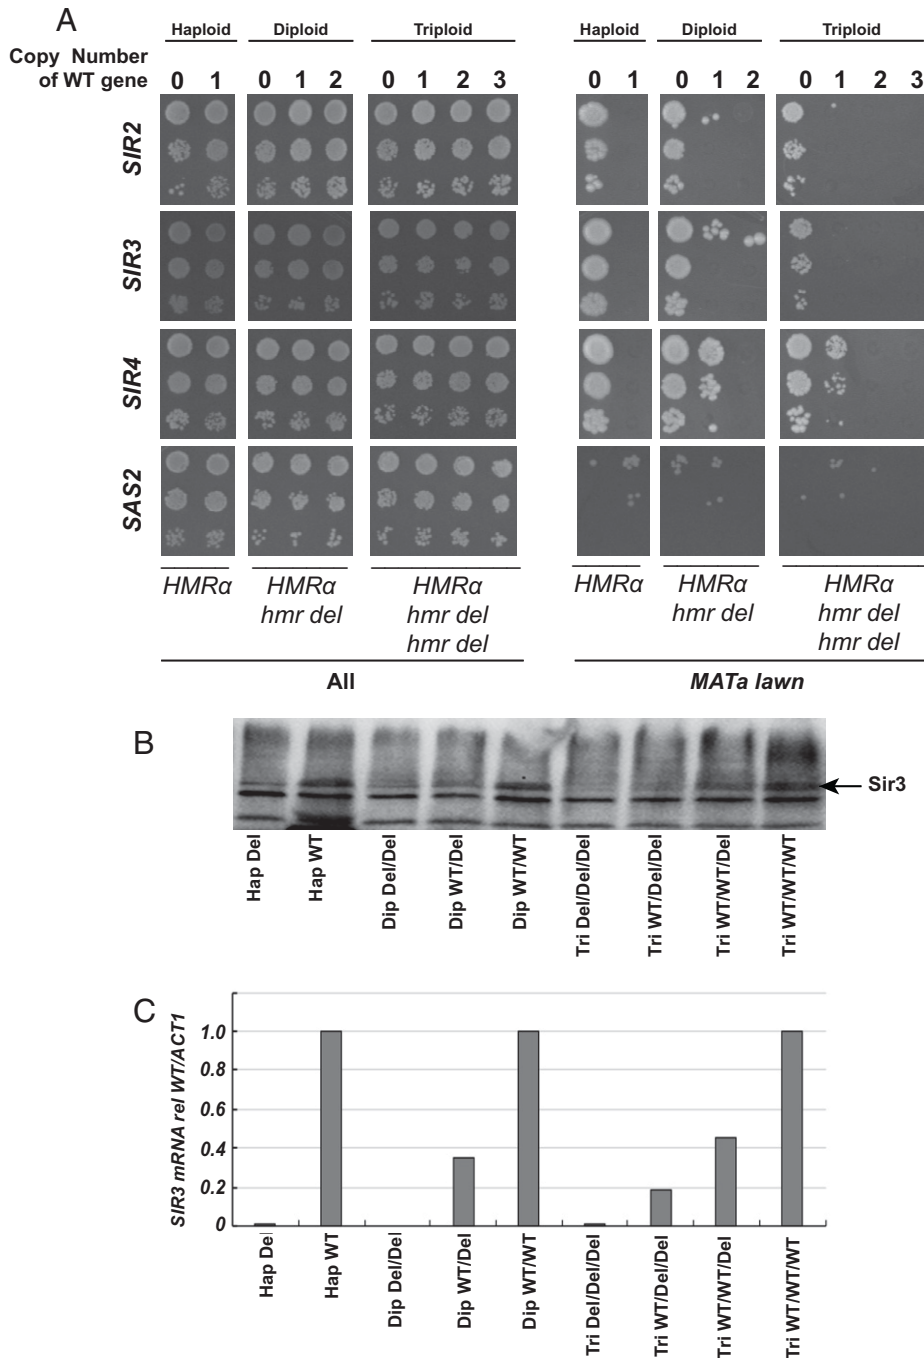 A
Haploid Diploid Triploid Haploid Diploid Triploid
Copy Number
of WT gene
0 1 0 1 2 0 1 2 3 0 1 0 1 2 0 1 2 3
SIR2
SIR3
SIR4
SAS2
HMRα HMRα HMRα HMRα HMRα HMRα
hmr del hmr del hmr del hmr del
hmr del hmr del
All MATa lawn
B
Sir3
Hap Del
Hap WT
Dip Del/Del
Dip WT/Del
Dip WT/WT
Tri Del/Del/Del
Tri WT/Del/Del
Tri WT/WT/Del
Tri WT/WT/WT
C
SIR3 mRNA rel WT/ACT1
1.0
0.8
0.6
0.4
0.2
0
Hap Del
Hap WT
Dip Del/Del
Dip WT/Del
Dip WT/WT
Tri Del/Del/Del
Tri WT/Del/Del
Tri WT/WT/Del
Tri WT/WT/WT